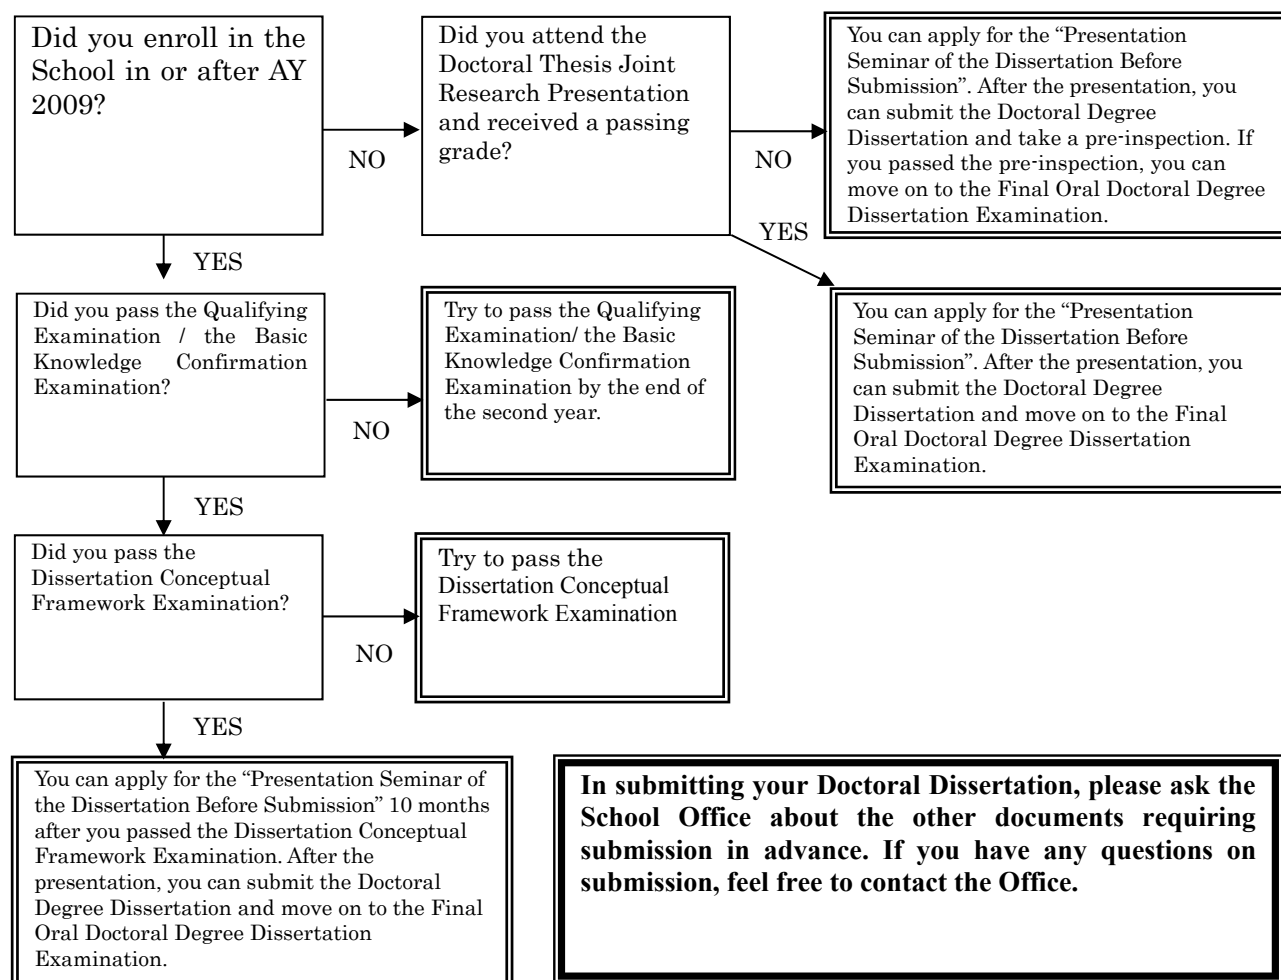 Did you enroll in the
School in or after AY
2009?
NO
Did you attend the
Doctoral Thesis Joint
Research Presentation
and received a passing
grade?
NO
You can apply for the “Presentation
Seminar of the Dissertation Before
Submission”. After the presentation, you
can submit the Doctoral Degree
Dissertation and take a pre-inspection. If
you passed the pre-inspection, you can
move on to the Final Oral Doctoral Degree
Dissertation Examination.
YES
YES
Did you pass the Qualifying
Examination / the Basic
Knowledge Confirmation
Examination?
NO
Try to pass the Qualifying
Examination/ the Basic
Knowledge Confirmation
Examination by the end of
the second year.
You can apply for the “Presentation
Seminar of the Dissertation Before
Submission”. After the presentation, you
can submit the Doctoral Degree
Dissertation and move on to the Final
Oral Doctoral Degree Dissertation
Examination.
YES
Did you pass the
Dissertation Conceptual
Framework Examination?
NO
Try to pass the
Dissertation Conceptual
Framework Examination
YES
You can apply for the “Presentation Seminar of
the Dissertation Before Submission” 10 months
after you passed the Dissertation Conceptual
Framework Examination. After the
presentation, you can submit the Doctoral
Degree Dissertation and move on to the Final
Oral Doctoral Degree Dissertation
Examination.
In submitting your Doctoral Dissertation, please ask the
School Office about the other documents requiring
submission in advance. If you have any questions on
submission, feel free to contact the Office.